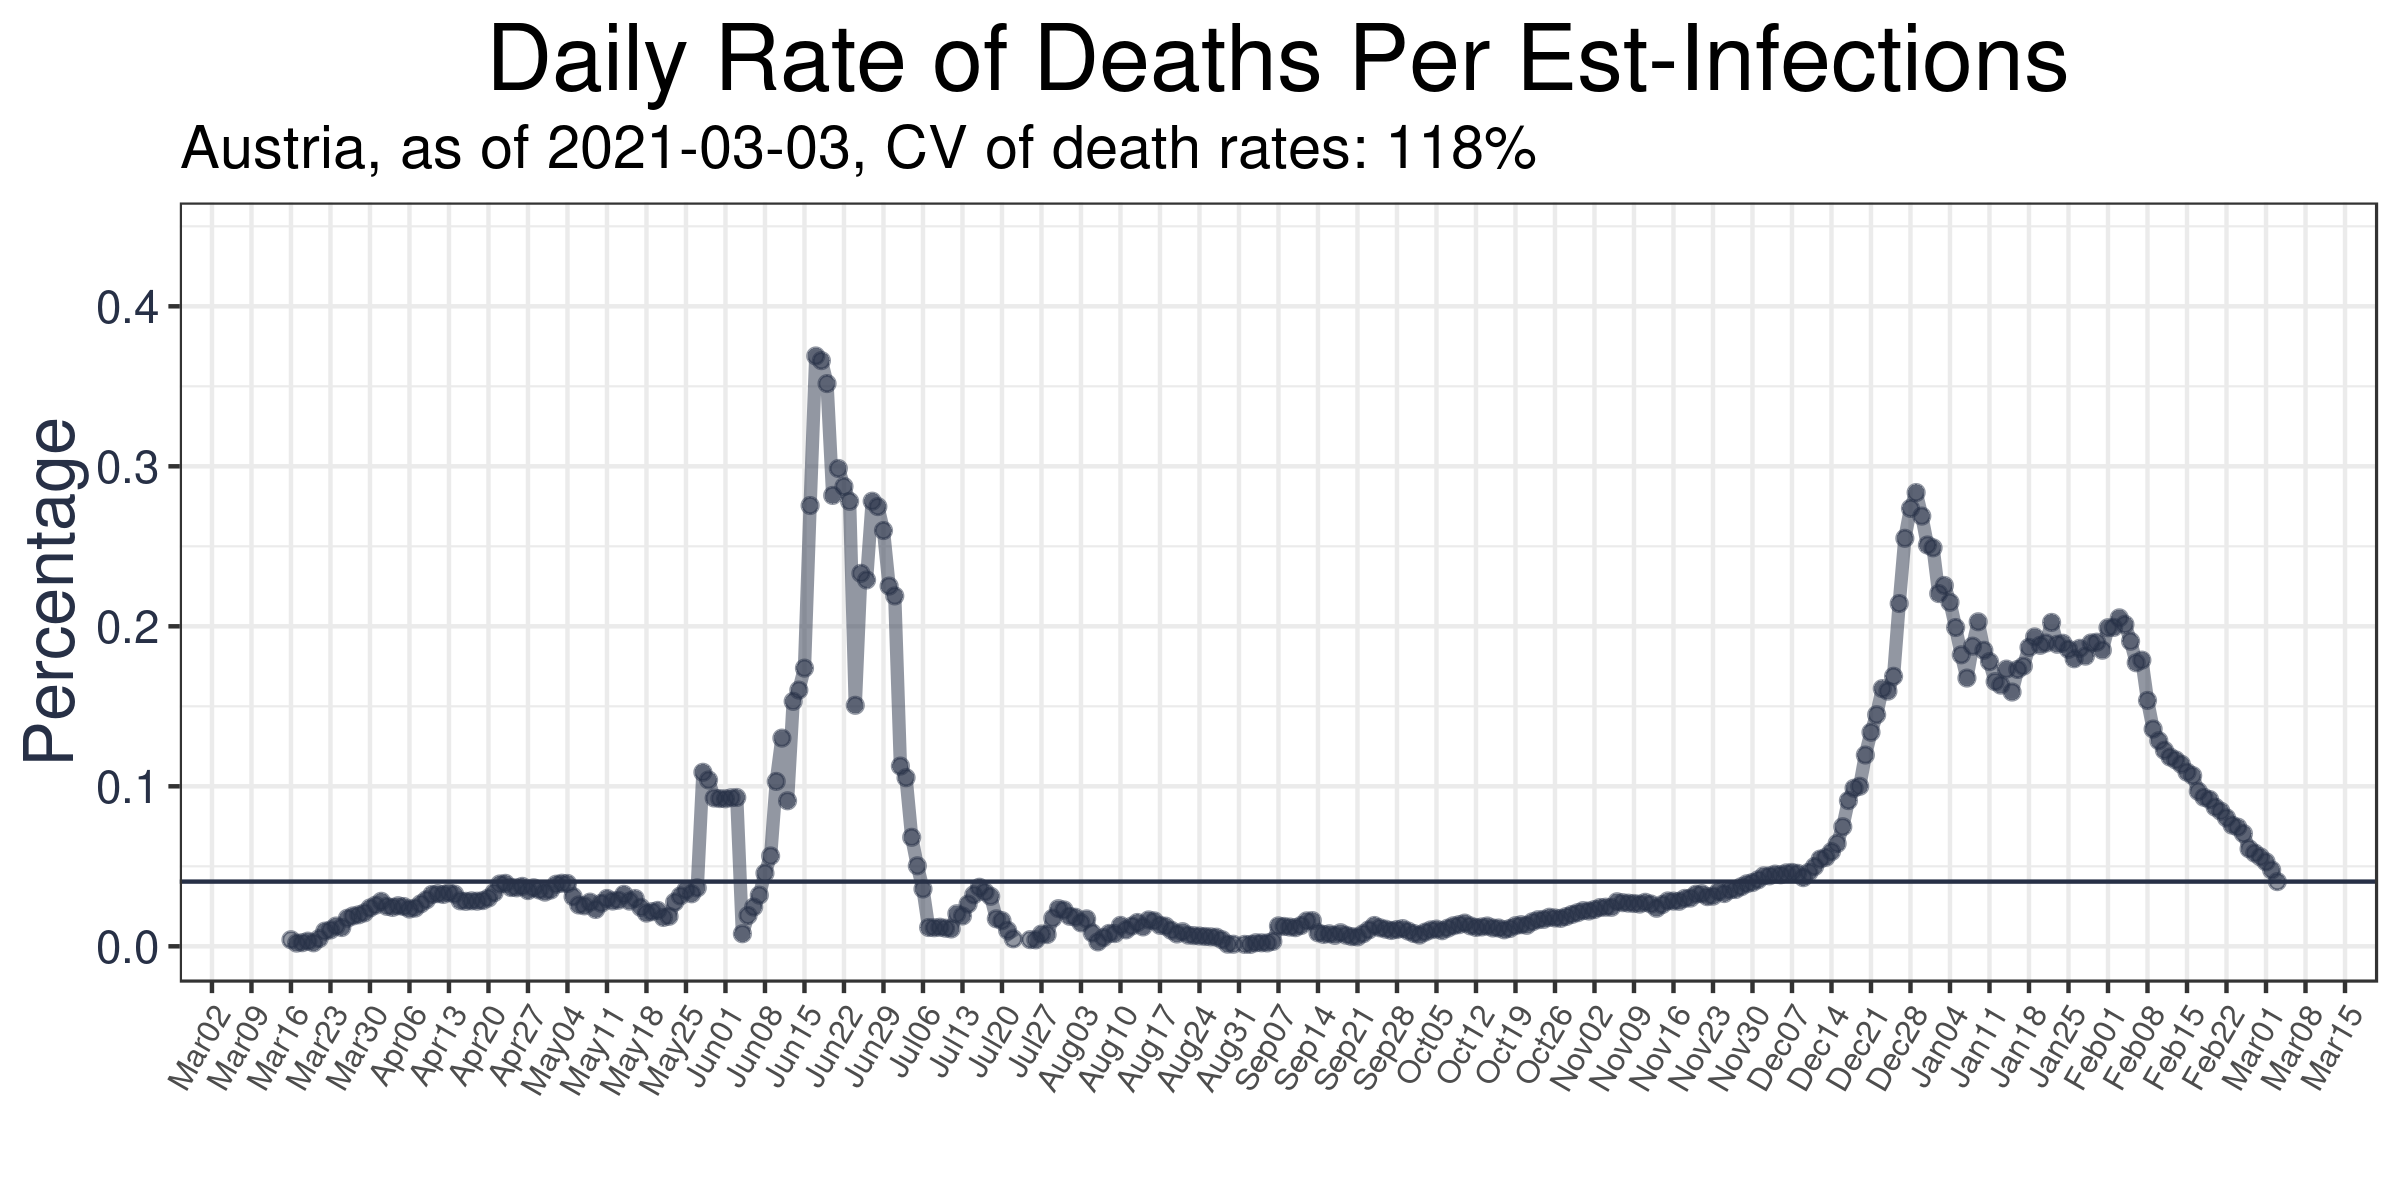 Daily Rate of Deaths Per Est-Infections
Austria, as of 2021-03-03, CV of death rates: 118%
Percentage
0.4
0.3
0.2
0.1
0.0
Mar02
Mar09
Mar16
Mar23
Mar30
Apr06
Apr13
Apr20
Apr27
May04
May11
May18
May25
Jun01
Jun08
Jun15
Jun22
Jun29
Jul06
Jul13
Jul20
Jul27
Aug03
Aug10
Aug17
Aug24
Aug31
Sep07
Sep14
Sep21
Sep28
Oct05
Oct12
Oct19
Oct26
Nov02
Nov09
Nov16
Nov23
Nov30
Dec07
Dec14
Dec21
Dec28
Jan04
Jan11
Jan18
Jan25
Feb01
Feb08
Feb15
Feb22
Mar01
Mar08
Mar15